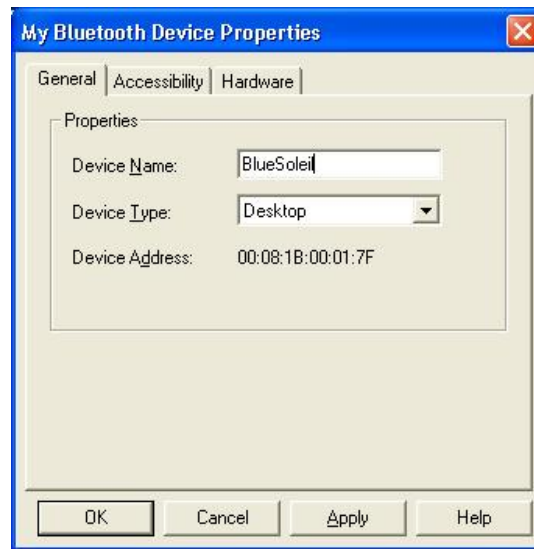 My Bluetooth Device Properties
General Accessibility Hardware
Properties
Device Name: BlueSoleil
Device Type: Desktop
Device Address: 00:08:1B:00:01:7F
OK Cancel Apply Help